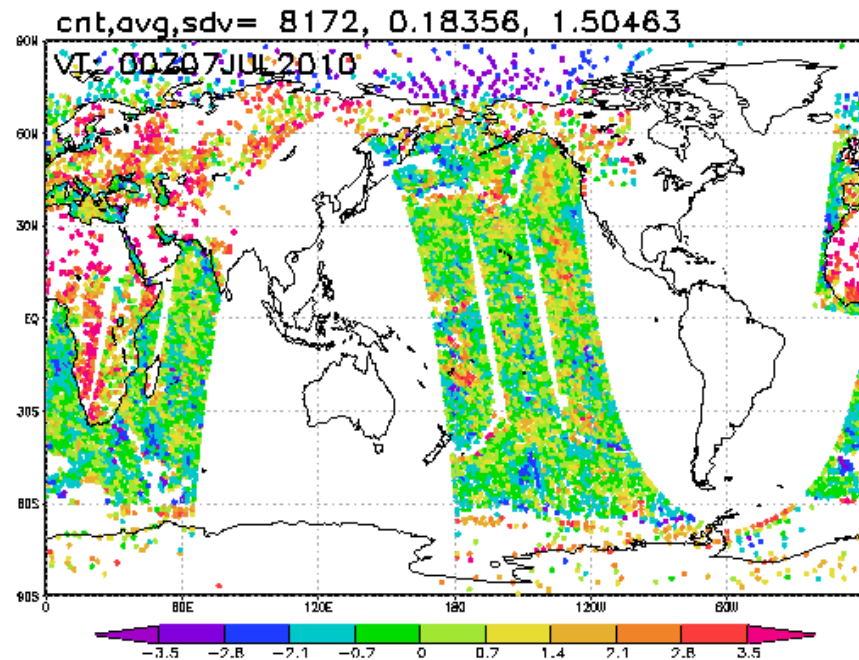 cnt,avg,sdv= 8172, 0.18356, 1.50463
VT: 00Z07JUL2010
90N
60N
30N
EQ
30S
60S
90S
0 60E 120E 180 120W 60W
-3.5 -2.8 -2.1 -0.7 0 0.7 1.4 2.1 2.8 3.5